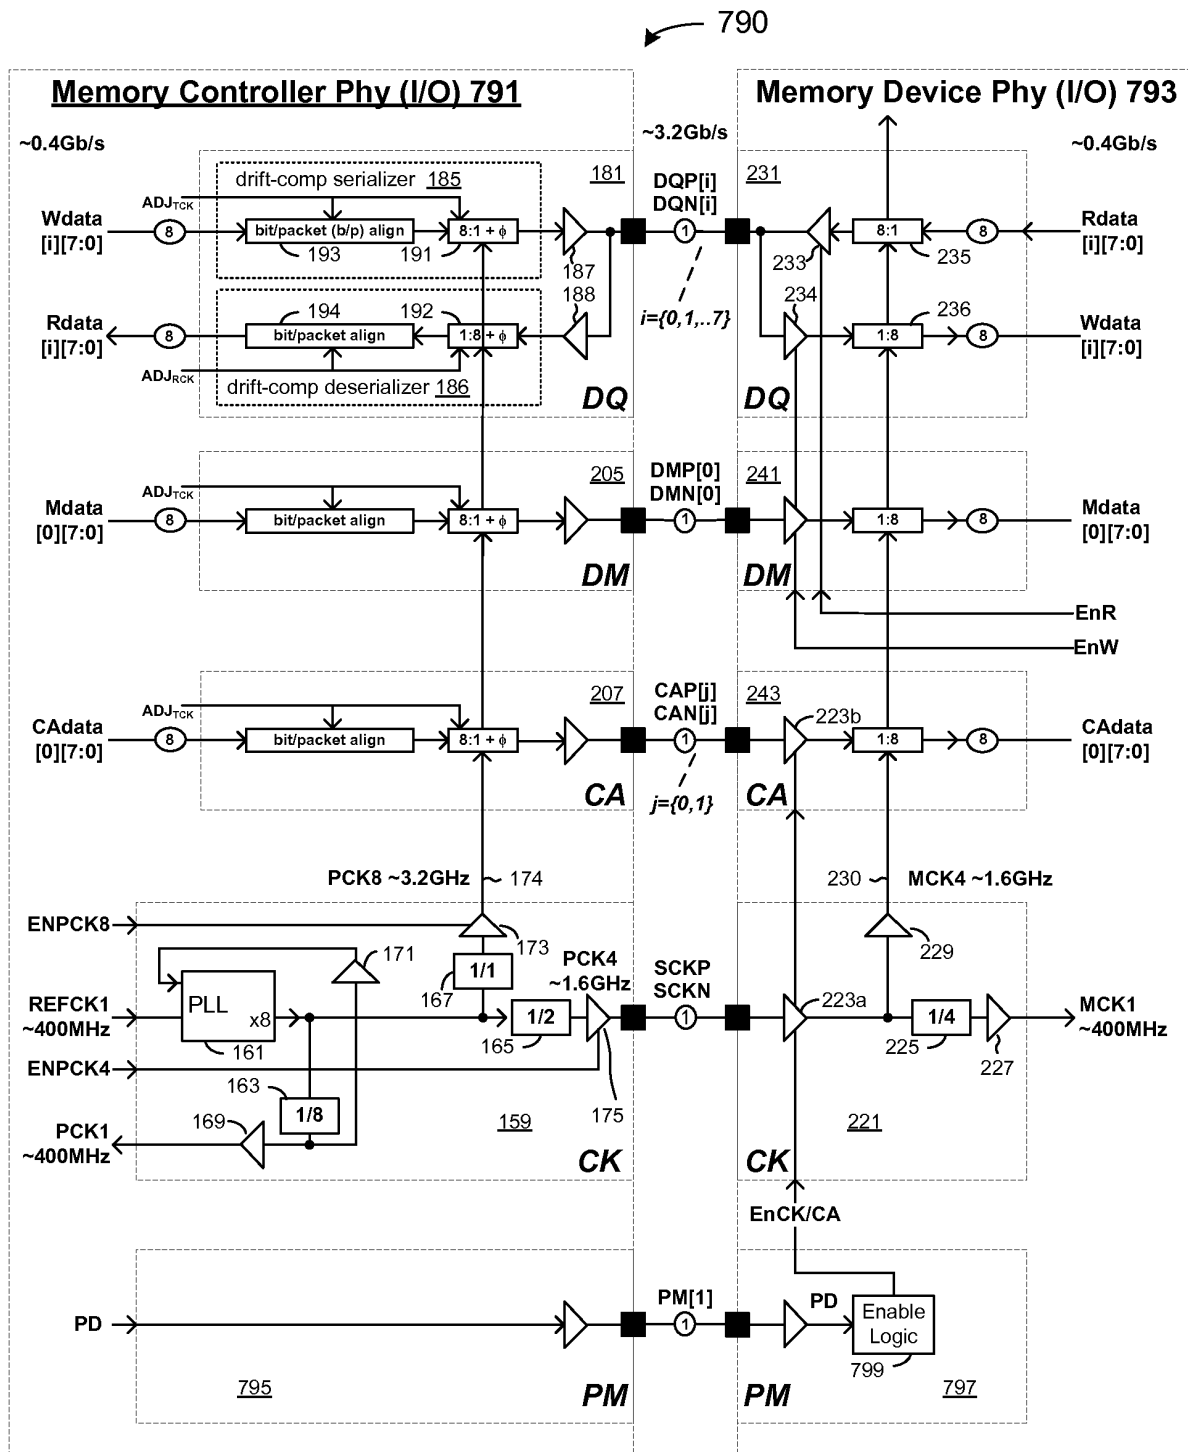 790
Memory Controller Phy (I/O) 791
Memory Device Phy (I/O) 793
~0.4Gb/s
~3.2Gb/s
~0.4Gb/s
drift-comp serializer 185
181
DQP[i]
DQN[i]
231
ADJTCK
Wdata
[i][7:0]
8
bit/packet (b/p) align
8:1 + ϕ
193
191
187
1
233
8:1
235
8
Rdata
[i][7:0]
188
234
i={0,1,..7}
194
192
236
Rdata
[i][7:0]
8
bit/packet align
1:8 + ϕ
1:8
8
Wdata
[i][7:0]
ADJRCK
drift-comp deserializer 186
DQ
DQ
205
DMP[0]
DMN[0]
241
ADJTCK
Mdata
[0][7:0]
8
bit/packet align
8:1 + ϕ
1
1:8
8
Mdata
[0][7:0]
DM
DM
EnR
EnW
207
CAP[j]
CAN[j]
243
223b
ADJTCK
CAdata
[0][7:0]
8
bit/packet align
8:1 + ϕ
1
1:8
8
CAdata
[0][7:0]
j={0,1}
CA
CA
PCK8 ~3.2GHz
174
230
MCK4 ~1.6GHz
ENPCK8
171
173
229
PCK4
~1.6GHz
SCKP
SCKN
1/1
167
REFCK1
~400MHz
PLL
x8
161
1/2
165
1
223a
1/4
225
227
MCK1
~400MHz
ENPCK4
163
1/8
175
169
PCK1
~400MHz
159
221
CK
CK
EnCK/CA
PM[1]
PD
1
PD
Enable
Logic
799
795
797
PM
PM